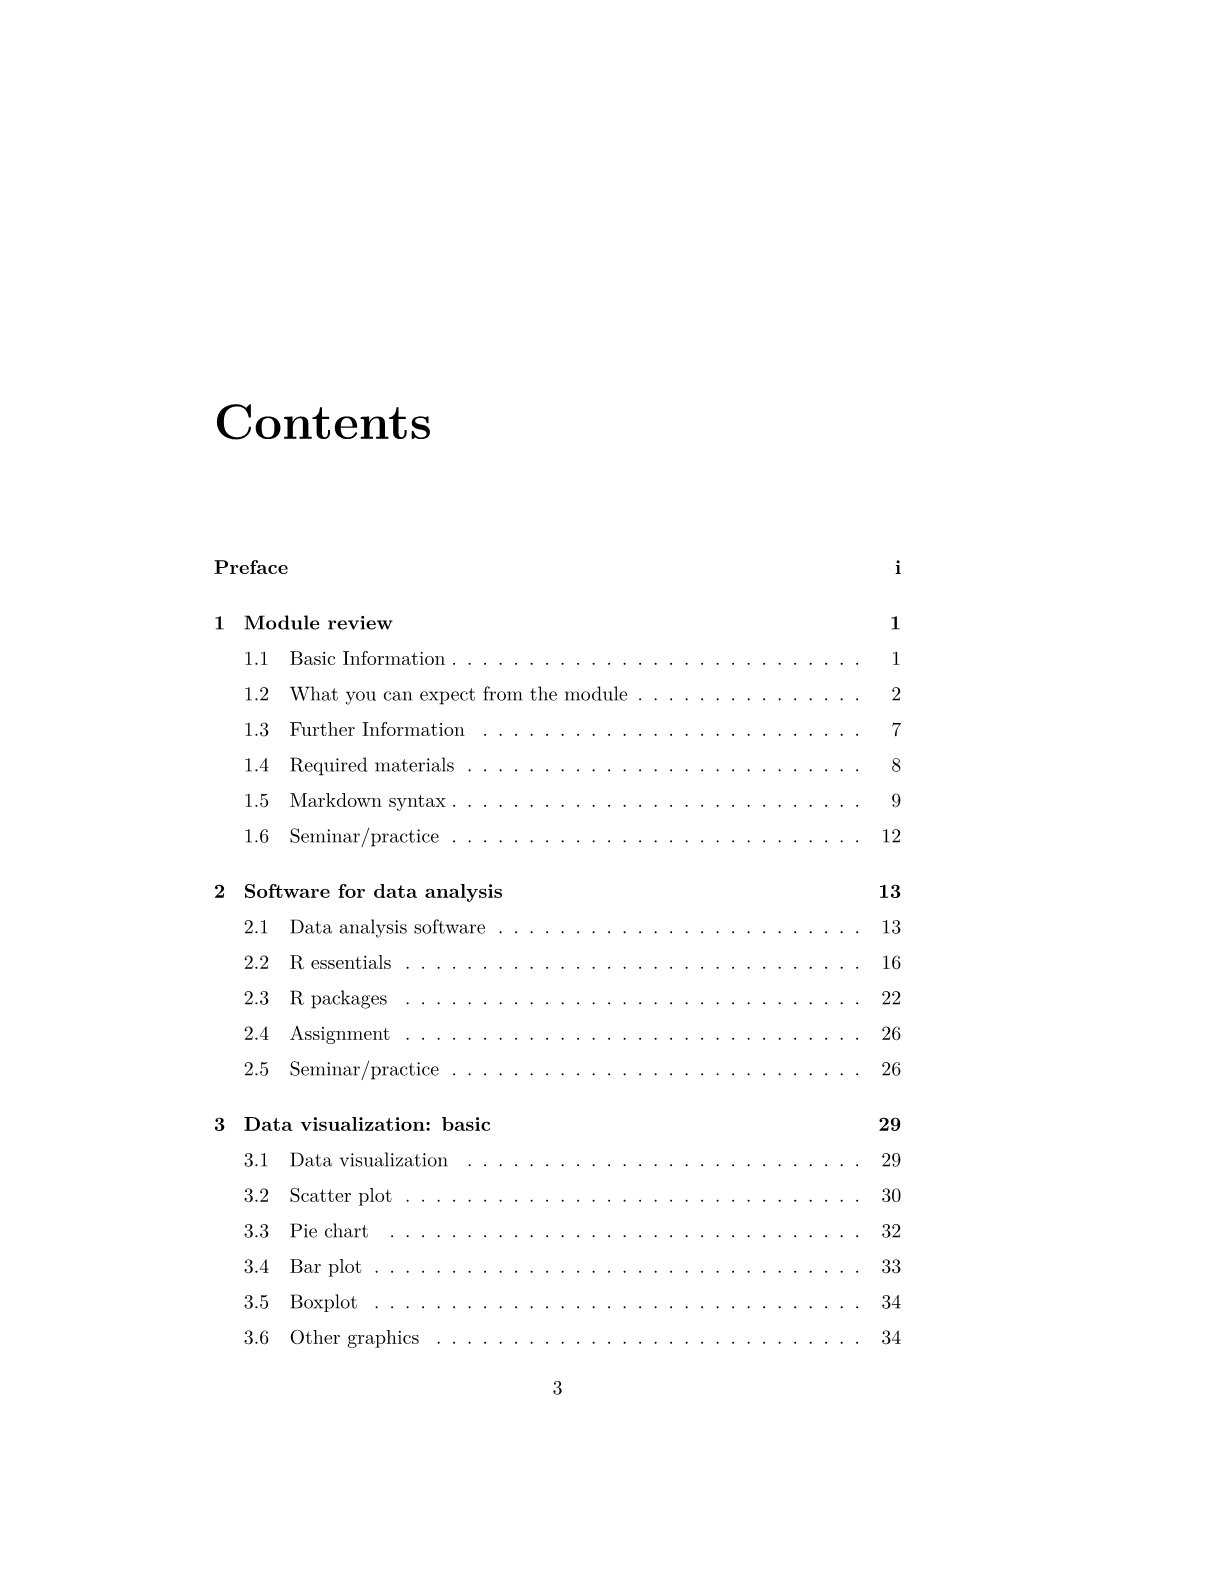 Contents
Preface i
1 Module review 1
1.1 Basic Information . . . . . . . . . . . . . . . . . . . . . . . . . . . 1
1.2 What you can expect from the module . . . . . . . . . . . . . . . 2
1.3 Further Information . . . . . . . . . . . . . . . . . . . . . . . . . 7
1.4 Required materials . . . . . . . . . . . . . . . . . . . . . . . . . . 8
1.5 Markdown syntax . . . . . . . . . . . . . . . . . . . . . . . . . . . 9
1.6 Seminar/practice . . . . . . . . . . . . . . . . . . . . . . . . . . . 12
2 Software for data analysis 13
2.1 Data analysis software . . . . . . . . . . . . . . . . . . . . . . . . 13
2.2 R essentials . . . . . . . . . . . . . . . . . . . . . . . . . . . . . . 16
2.3 R packages . . . . . . . . . . . . . . . . . . . . . . . . . . . . . . 22
2.4 Assignment . . . . . . . . . . . . . . . . . . . . . . . . . . . . . . 26
2.5 Seminar/practice . . . . . . . . . . . . . . . . . . . . . . . . . . . 26
3 Data visualization: basic 29
3.1 Data visualization . . . . . . . . . . . . . . . . . . . . . . . . . . 29
3.2 Scatter plot . . . . . . . . . . . . . . . . . . . . . . . . . . . . . . 30
3.3 Pie chart . . . . . . . . . . . . . . . . . . . . . . . . . . . . . . . 32
3.4 Bar plot . . . . . . . . . . . . . . . . . . . . . . . . . . . . . . . . 33
3.5 Boxplot . . . . . . . . . . . . . . . . . . . . . . . . . . . . . . . . 34
3.6 Other graphics . . . . . . . . . . . . . . . . . . . . . . . . . . . . 34
3